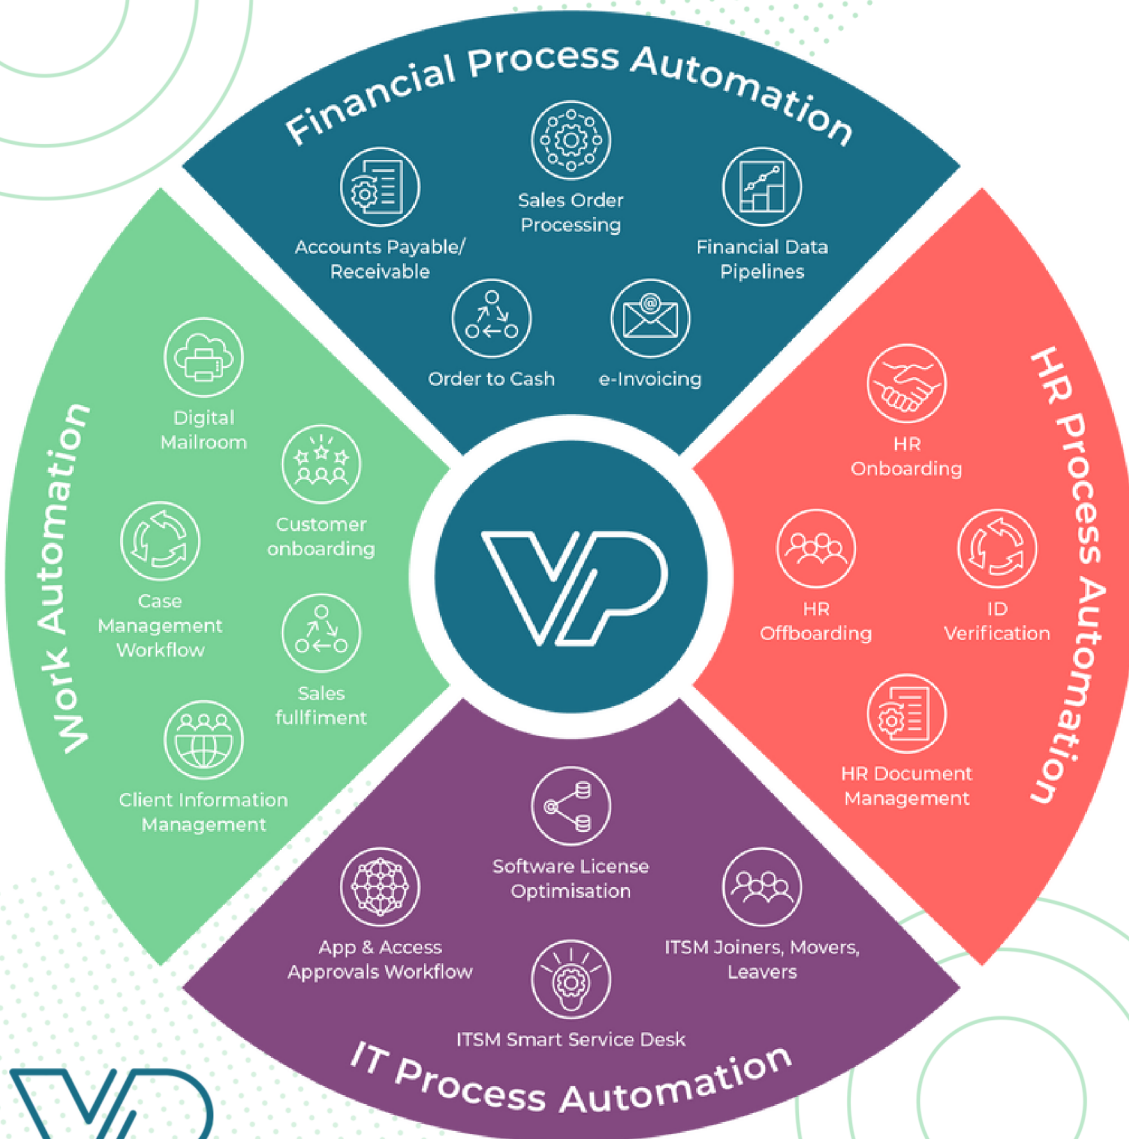 Financial Process Automation
Accounts Payable/
Receivable
Sales Order
Processing
Financial Data
Pipelines
Order to Cash
e-Invoicing
HR Process Automation
HR
Onboarding
HR
Offboarding
ID
Verification
HR Document
Management
IT Process Automation
Software License
Optimisation
App & Access
Approvals Workflow
ITSM Joiners, Movers,
Leavers
ITSM Smart Service Desk
Work Automation
Digital
Mailroom
Customer
onboarding
Case
Management
Workflow
Sales
fullfiment
Client Information
Management
VP
VP